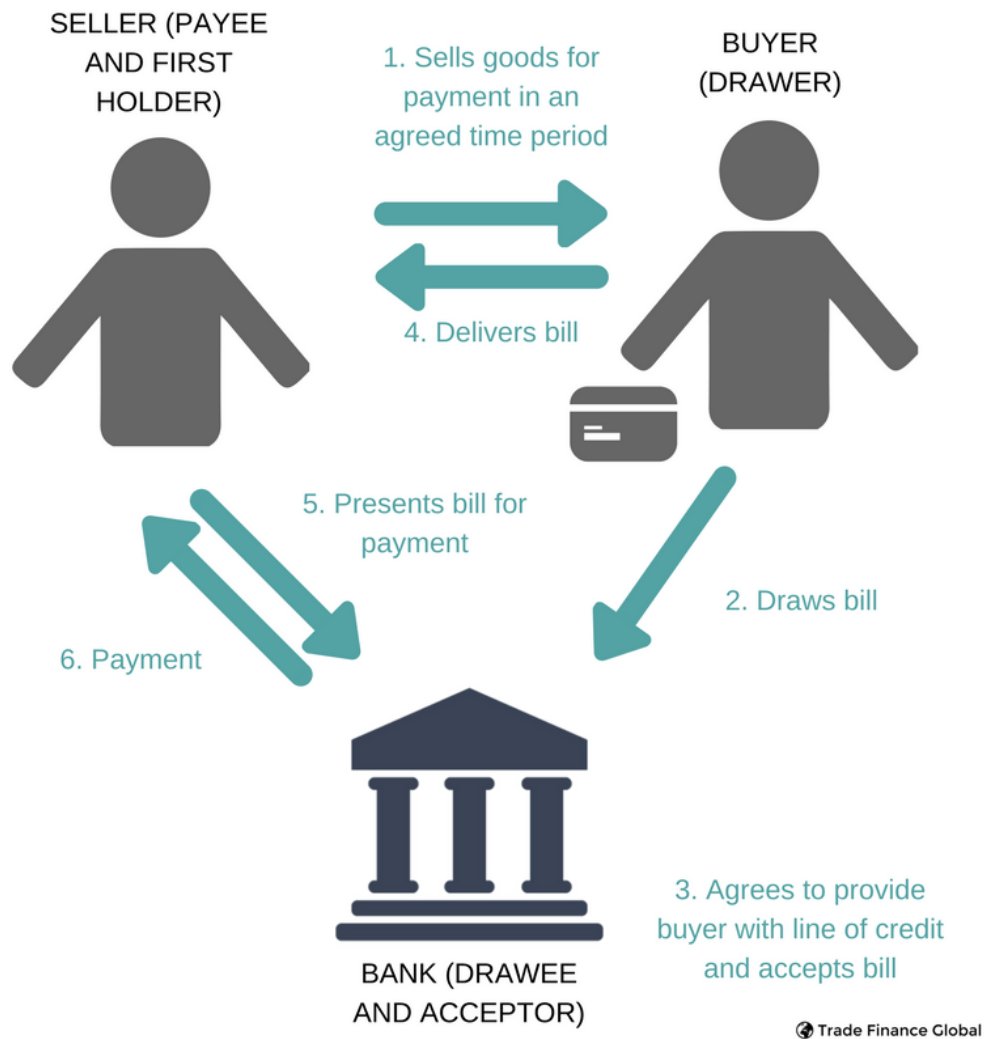 SELLER (PAYEE
AND FIRST
HOLDER)
1. Sells goods for
payment in an
agreed time period
BUYER
(DRAWER)
4. Delivers bill
5. Presents bill for
payment
2. Draws bill
6. Payment
3. Agrees to provide
buyer with line of credit
and accepts bill
BANK (DRAWEE
AND ACCEPTOR)
Trade Finance Global